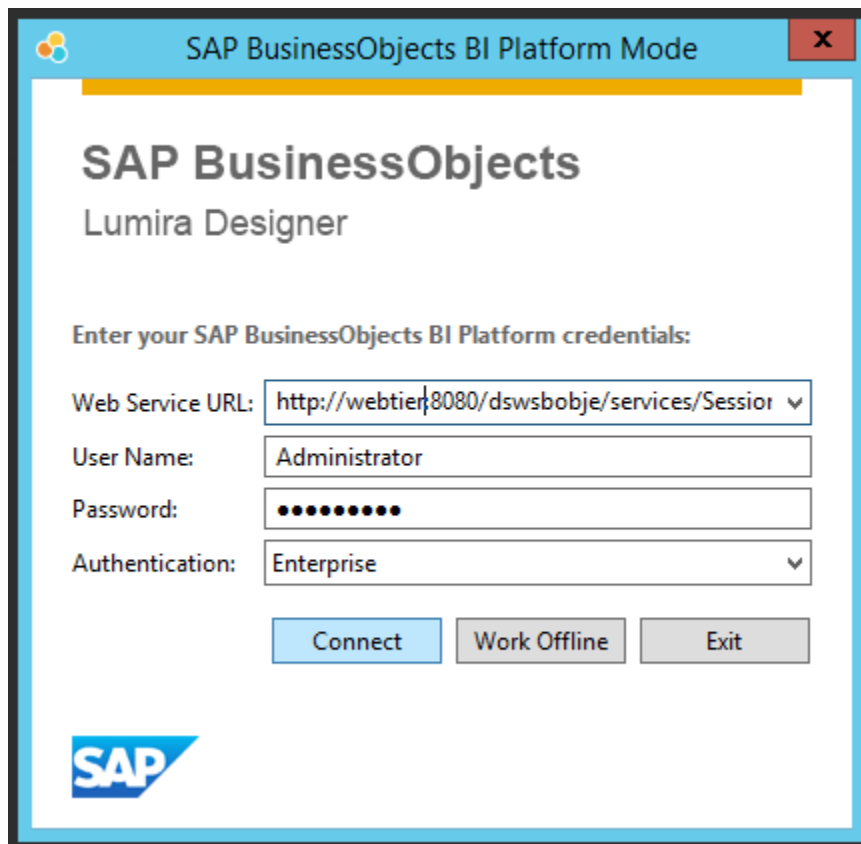 SAP BusinessObjects BI Platform Mode
x
SAP BusinessObjects
Lumira Designer
Enter your SAP BusinessObjects BI Platform credentials:
Web Service URL: http://webtier:8080/dswsbobje/services/Session
User Name: Administrator
Password: ●●●●●●●●●
Authentication: Enterprise
Connect Work Offline Exit
SAP